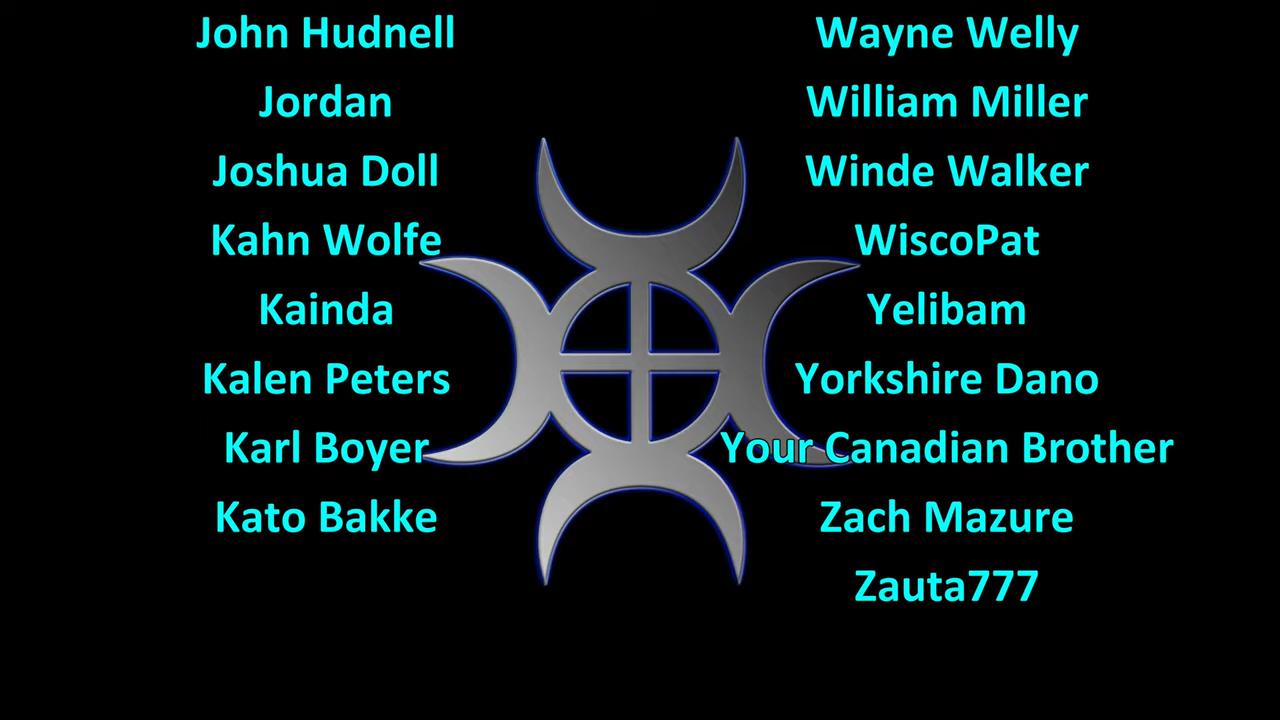 John Hudnell
Jordan
Joshua Doll
Kahn Wolfe
Kainda
Kalen Peters
Karl Boyer
Kato Bakke
Wayne Welly
William Miller
Winde Walker
WiscoPat
Yelibam
Yorkshire Dano
Your Canadian Brother
Zach Mazure
Zauta777